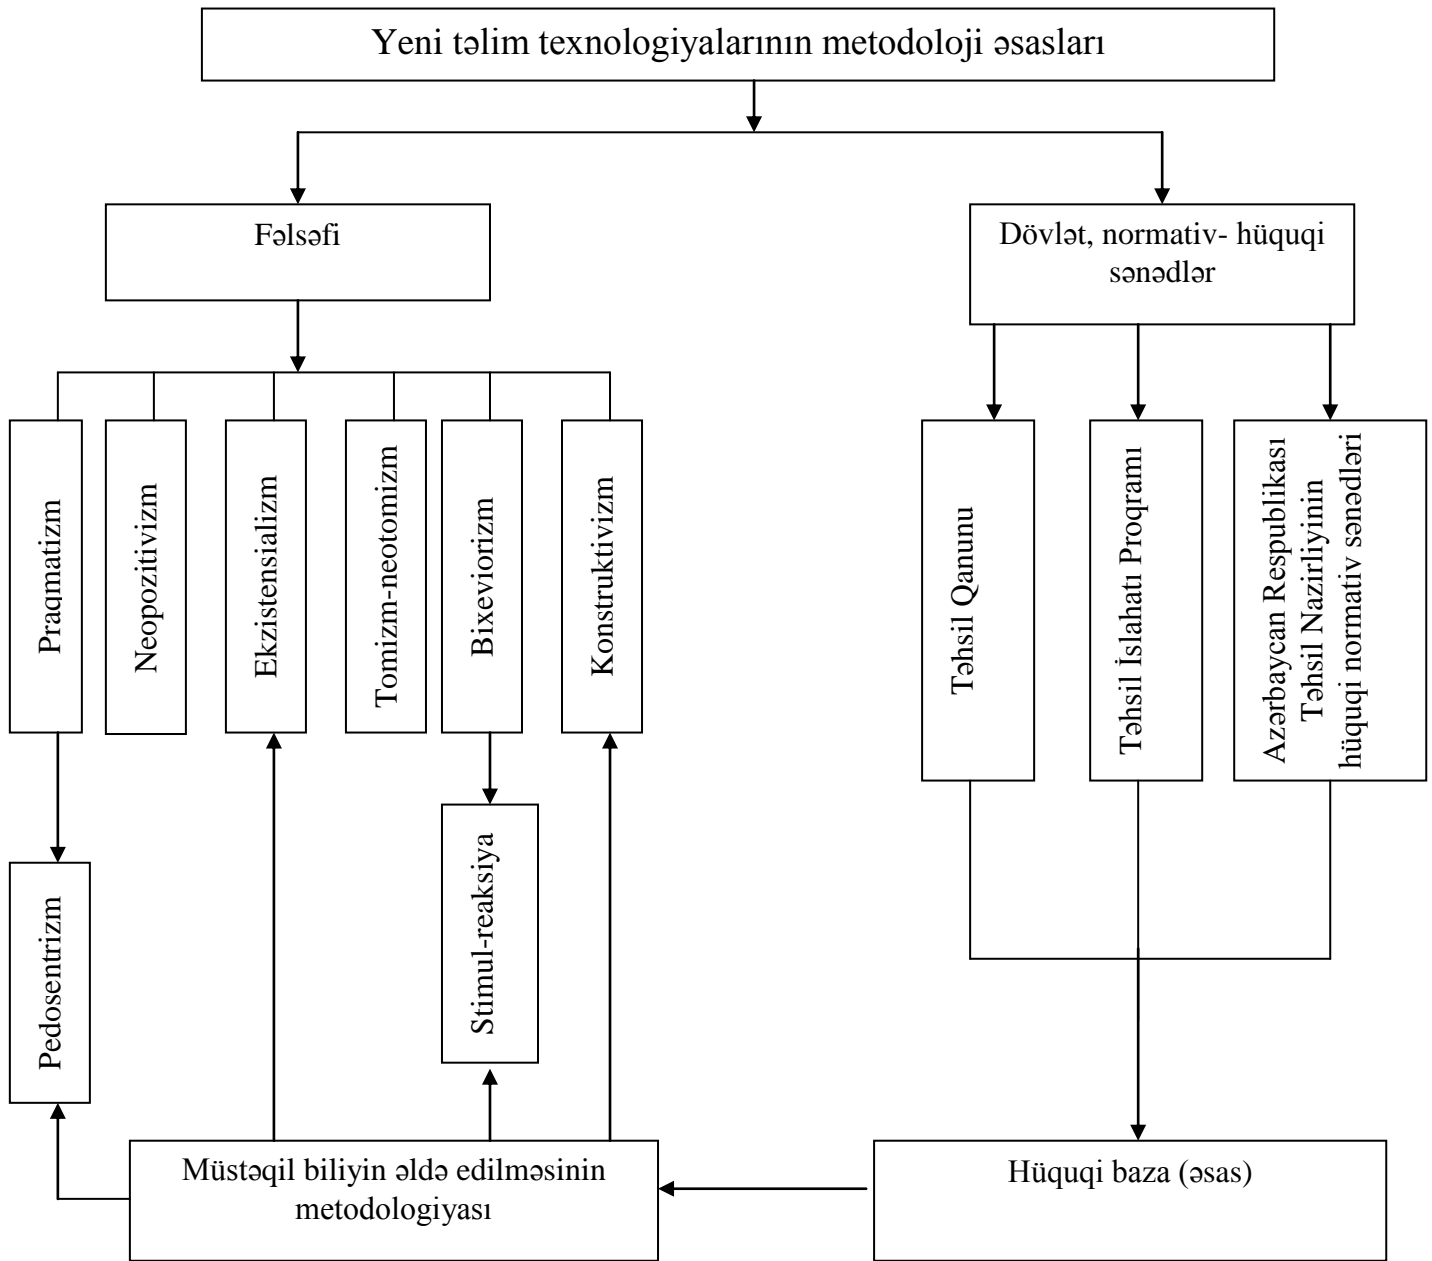 Yeni təlim texnologiyalarının metodoloji əsasları
Fəlsəfi
Dövlət, normativ- hüquqi
sənədlər
Praqmatizm
Neopozitivizm
Ekzistensializm
Tomizm-neotomizm
Bixeviorizm
Konstruktivizm
Təhsil Qanunu
Təhsil İslahatı Proqramı
Azərbaycan Respublikası
Təhsil Nazirliyinin
hüquqi normativ sənədləri
Pedosentrizm
Stimul-reaksiya
Müstəqil biliyin əldə edilməsinin
metodologiyası
Hüquqi baza (əsas)